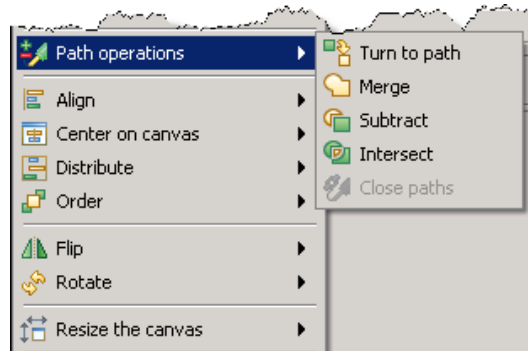 Path operations
Turn to path
Merge
Subtract
Intersect
Close paths
Align
Center on canvas
Distribute
Order
Flip
Rotate
Resize the canvas